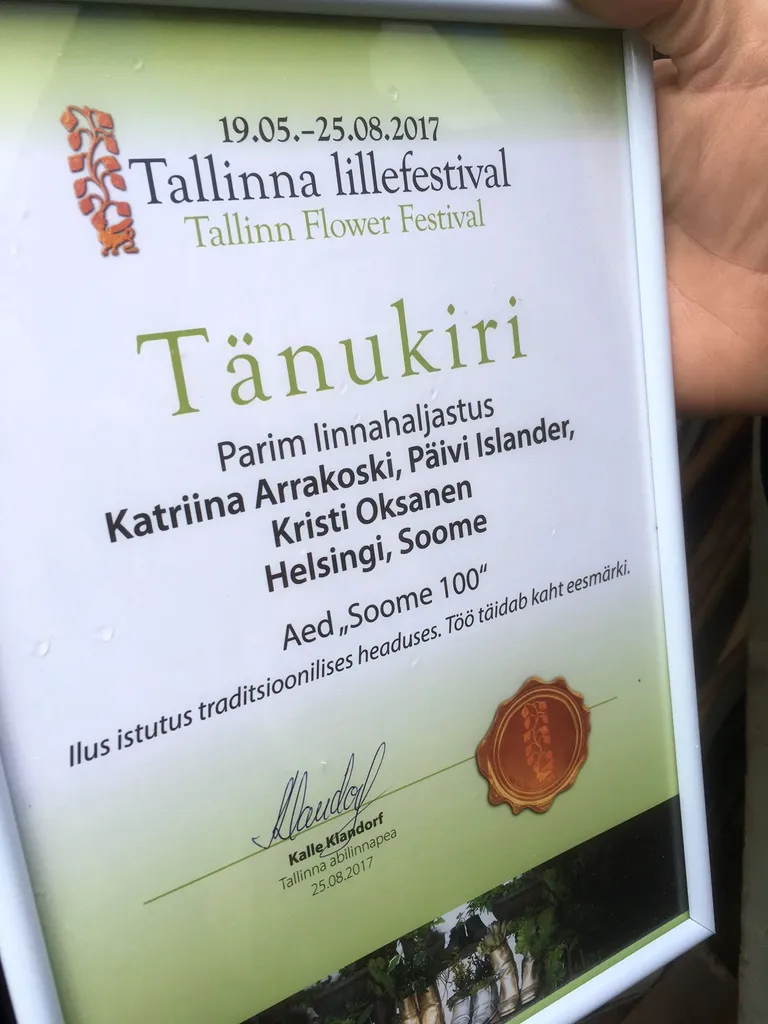 19.05.–25.08.2017
Tallinna lillefestival
Tallinn Flower Festival
Tänukiri
Parim linnahaljastus
Katriina Arrakoski, Päivi Islander,
Kristi Oksanen
Helsingi, Soome
Aed „Soome 100“
Ilus istutus traditsioonilises headuses. Töö täidab kaht eesmärki.
Klandorf
Kalle Klandorf
Tallinna abilinnapea
25.08.2017